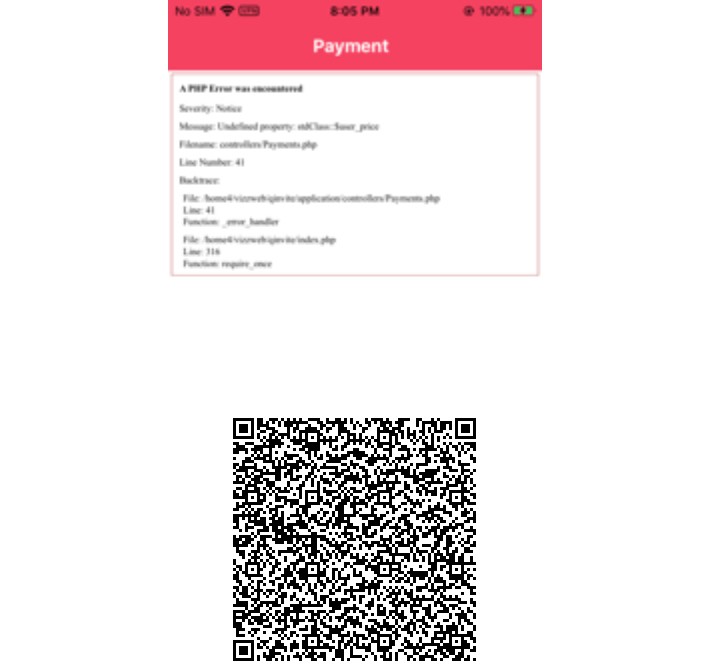 No SIM VPN 8:05 PM 100%
Payment
A PHP Error was encountered
Severity: Notice
Message: Undefined property: stdClass::$user_price
Filename: controllers/Payments.php
Line Number: 41
Backtrace:
File: /home4/vizzweb/qinvite/application/controllers/Payments.php
Line: 41
Function: _error_handler
File: /home4/vizzweb/qinvite/index.php
Line: 316
Function: require_once